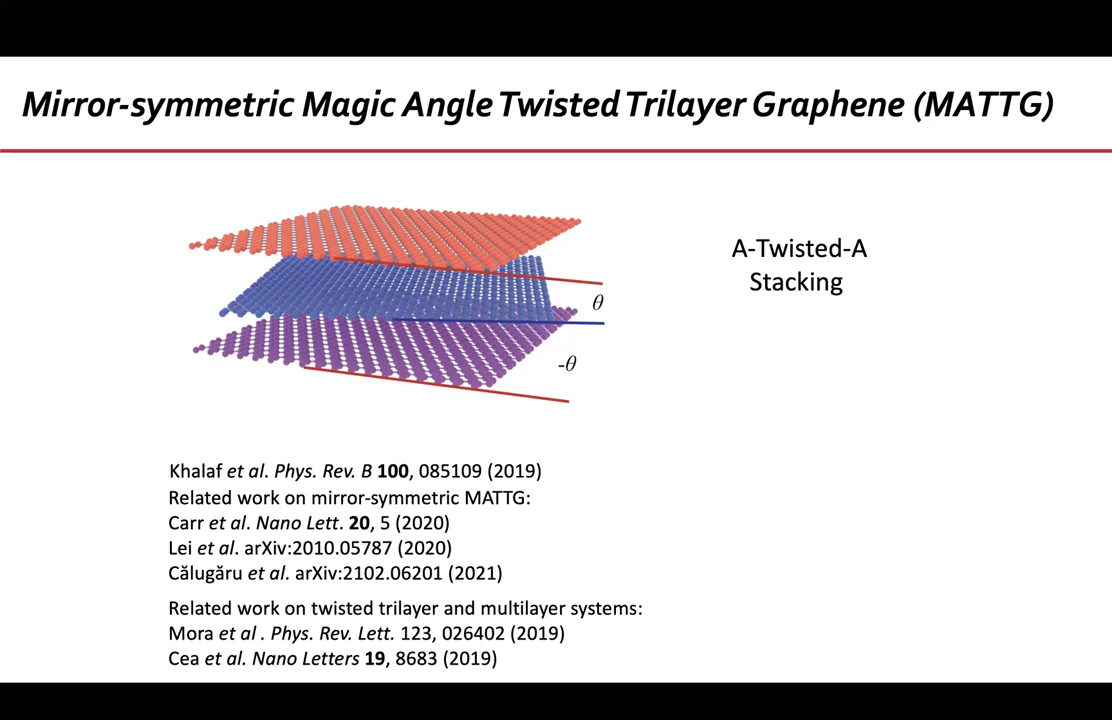 Mirror-symmetric Magic Angle Twisted Trilayer Graphene (MATTG)
A-Twisted-A
Stacking
θ
-θ
Khalaf et al. Phys. Rev. B 100, 085109 (2019)
Related work on mirror-symmetric MATTG:
Carr et al. Nano Lett. 20, 5 (2020)
Lei et al. arXiv:2010.05787 (2020)
Călugăru et al. arXiv:2102.06201 (2021)
Related work on twisted trilayer and multilayer systems:
Mora et al . Phys. Rev. Lett. 123, 026402 (2019)
Cea et al. Nano Letters 19, 8683 (2019)